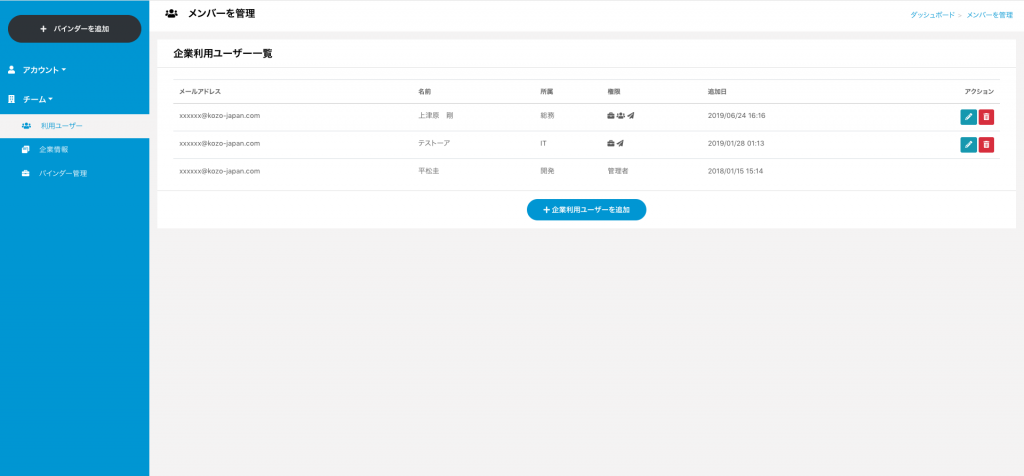 + バインダーを追加
メンバーを管理
ダッシュボード > メンバーを管理
アカウント
チーム
利用ユーザー
企業情報
バインダー管理
企業利用ユーザー一覧
メールアドレス 名前 所属 権限 追加日 アクション
xxxxxx@kozo-japan.com 上津原 剛 総務 2019/06/24 16:16
xxxxxx@kozo-japan.com テストーア IT 2019/01/28 01:13
xxxxxx@kozo-japan.com 平松圭 開発 管理者 2018/01/15 15:14
+ 企業利用ユーザーを追加